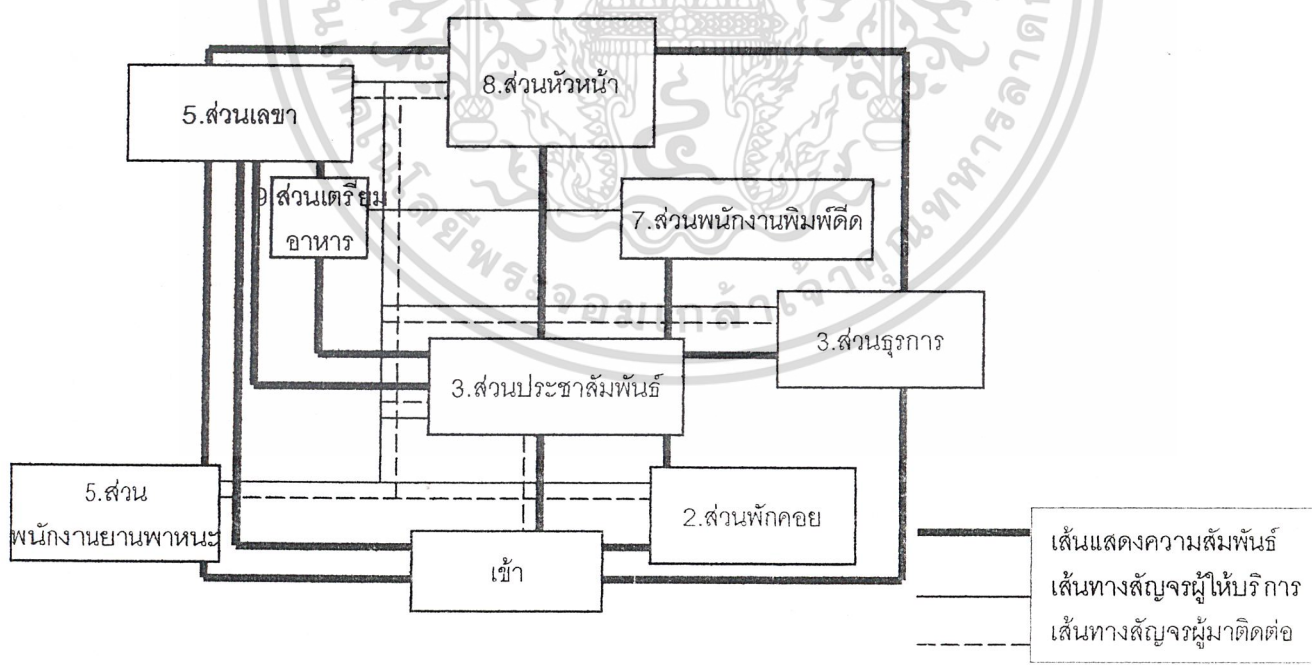 8.ส่วนหัวหน้า
5.ส่วนเลขา
9.ส่วนเตรียม
อาหาร
7.ส่วนพนักงานพิมพ์ดีด
3.ส่วนธุรการ
3.ส่วนประชาสัมพันธ์
5.ส่วน
พนักงานยานพาหนะ
2.ส่วนพักคอย
เข้า
เส้นแสดงความสัมพันธ์
เส้นทางสัญจรผู้ให้บริการ
เส้นทางสัญจรผู้มาติดต่อ